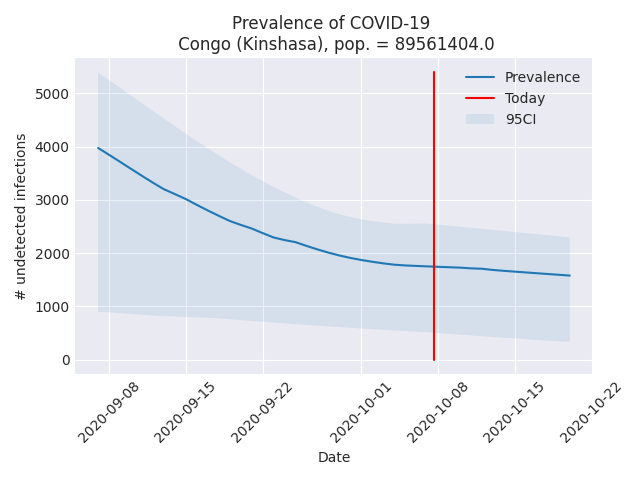 Prevalence of COVID-19
Congo (Kinshasa), pop. = 89561404.0
Prevalence
Today
95CI
# undetected infections
5000
4000
3000
2000
1000
0
2020-09-08
2020-09-15
2020-09-22
2020-10-01
2020-10-08
2020-10-15
2020-10-22
Date